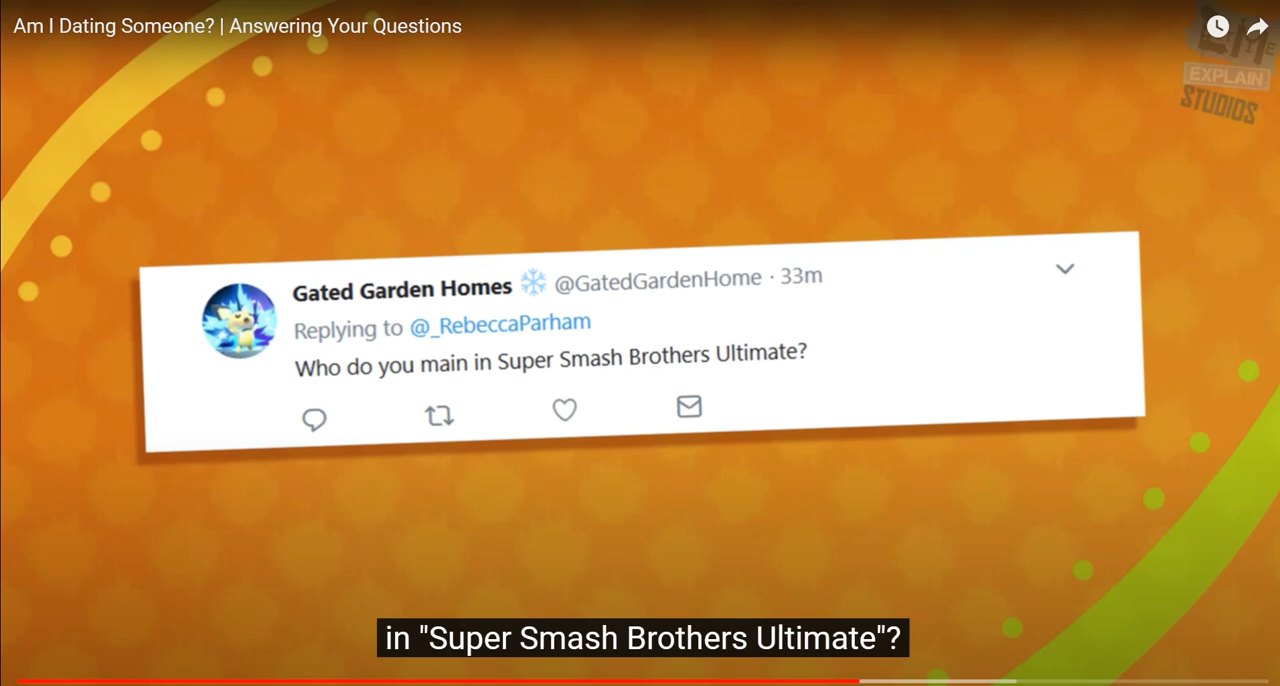 Am I Dating Someone? | Answering Your Questions
EXPLAIN
STUDIOS
Gated Garden Homes ❄ @GatedGardenHome · 33m
Replying to @_RebeccaParham
Who do you main in Super Smash Brothers Ultimate?
in "Super Smash Brothers Ultimate"?